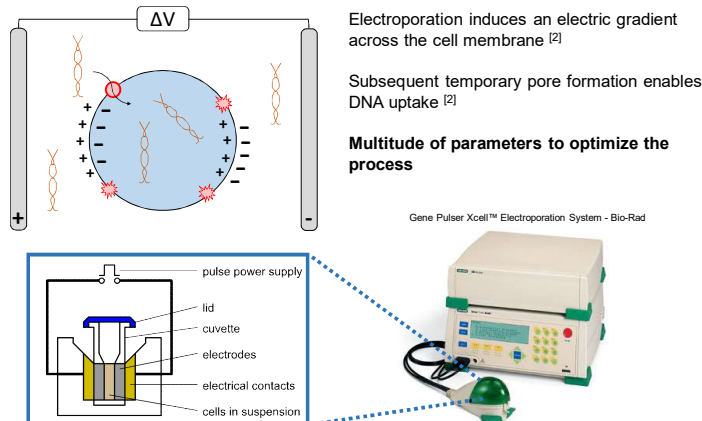 ΔV
Electroporation induces an electric gradient
across the cell membrane [2]
Subsequent temporary pore formation enables
DNA uptake [2]
Multitude of parameters to optimize the
process
+ -
+ -
+ -
+ -
+ -
+ -
+ -
+ -
+ -
+ -
+ -
Gene Pulser Xcell™ Electroporation System - Bio-Rad
pulse power supply
lid
cuvette
electrodes
electrical contacts
cells in suspension